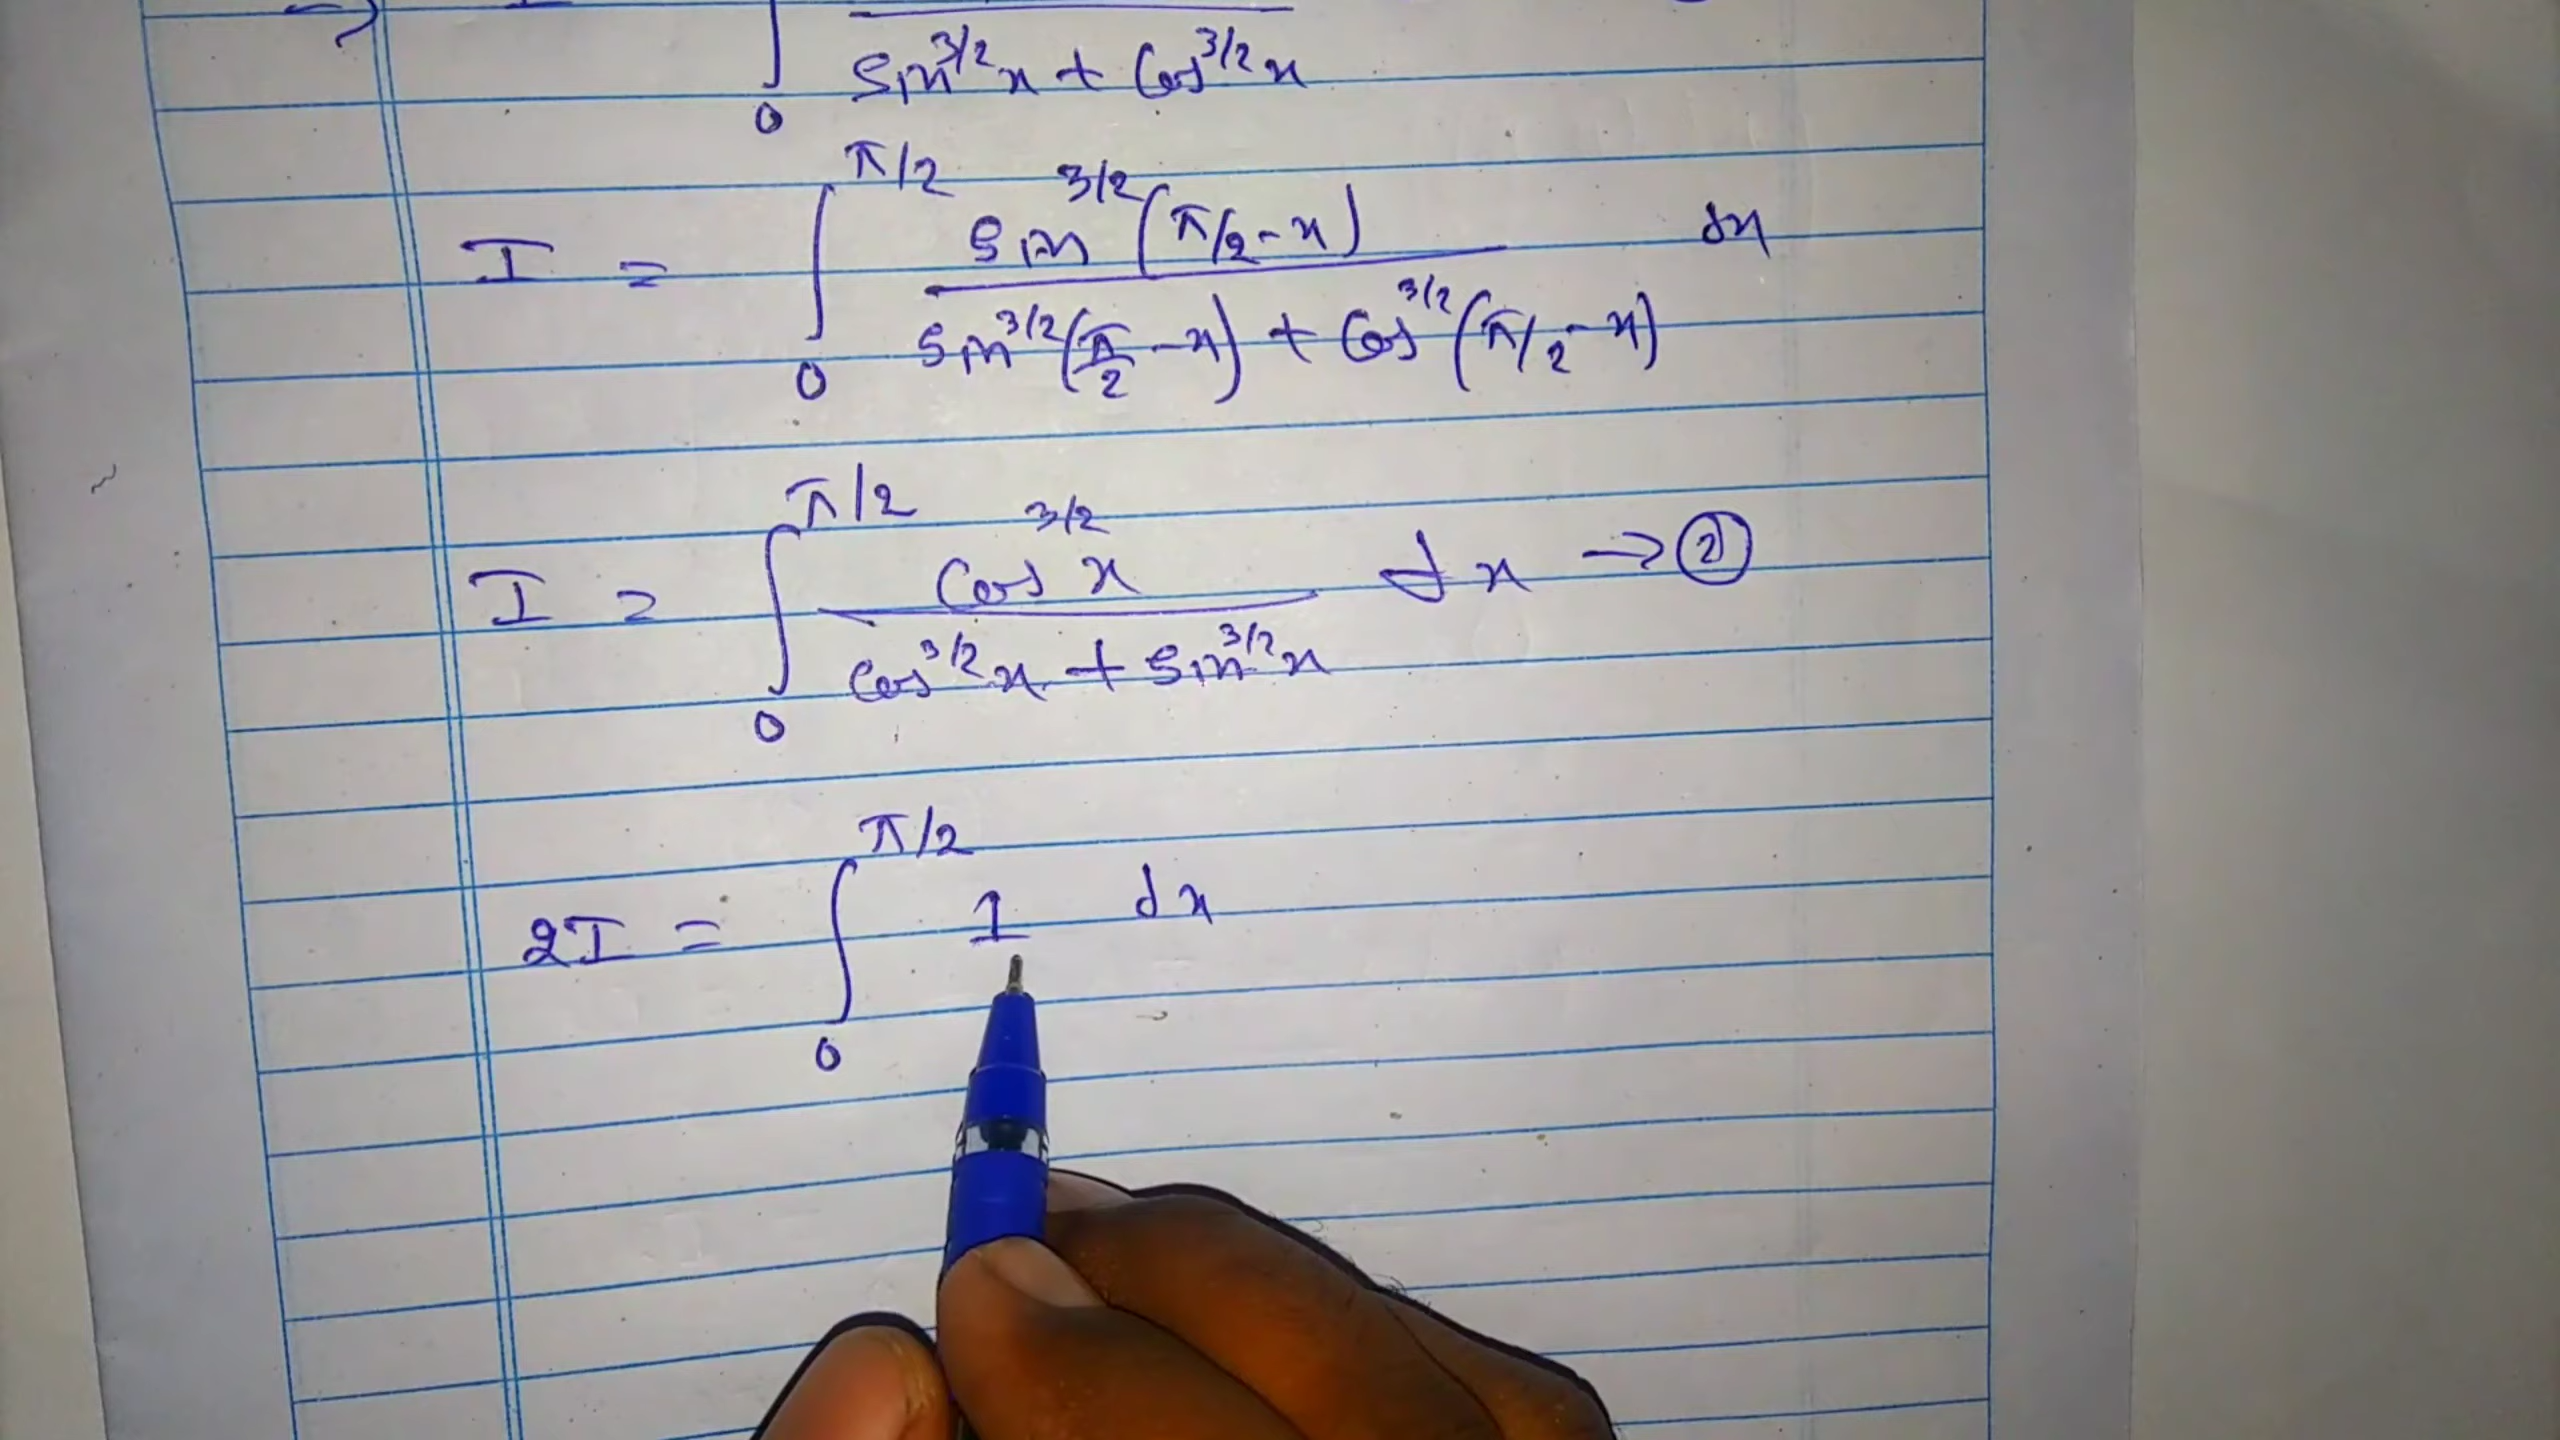 ∫₀ / (sin^3/2 x + cos^3/2 x)
I = ∫₀^π/2 sin^3/2 (π/2 - x) / (sin^3/2 (π/2 - x) + cos^3/2 (π/2 - x)) dx
I = ∫₀^π/2 cos^3/2 x / (cos^3/2 x + sin^3/2 x) dx → ②
2I = ∫₀^π/2 1 dx